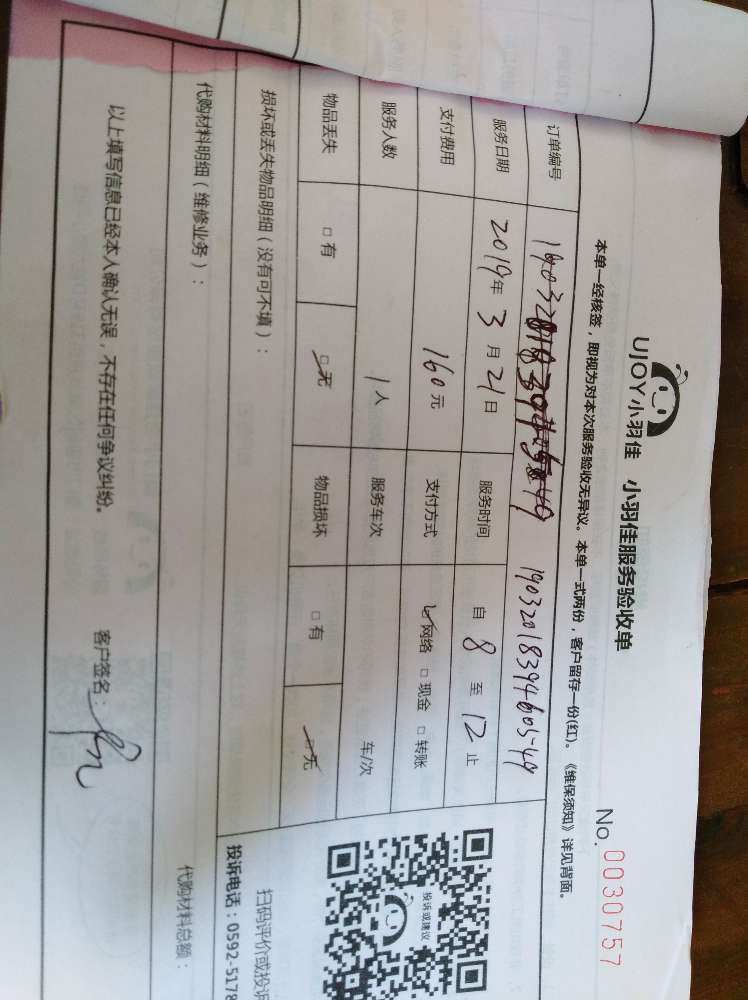 UJOY小羽佳 小羽佳服务验收单
No. 0030757
本单一经核签，即视为对本次服务验收无异议。本单一式两份，客户留存一份(红)。《维保须知》详见背面。
订单编号 19032018394605-49
服务日期 2019年3月21日 服务时间 自 8 至 12 止
支付费用 160元 支付方式 ☑网络 □现金 □转账
服务人数 1人 服务车次 车/次
物品丢失 □有 ☑无 物品损坏 □有 ☑无
损坏或丢失物品明细（没有可不填）：
投诉或建议
扫码评价或投诉
投诉电话：0592-5178
代购材料明细（维修业务）： 代购材料总额：
以上填写信息已经本人确认无误，不存在任何争议纠纷。 客户签名：